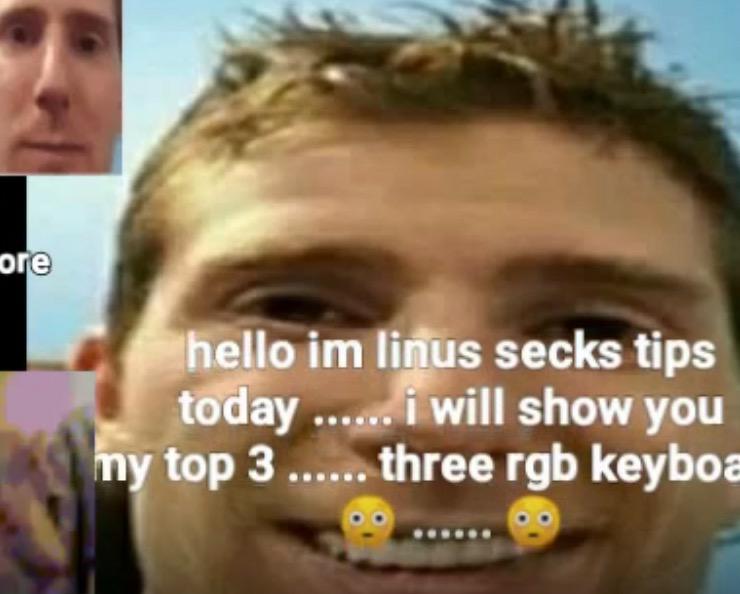 ore
hello im linus secks tips
today ...... i will show you
my top 3 ...... three rgb keyboa
😳 ...... 😳